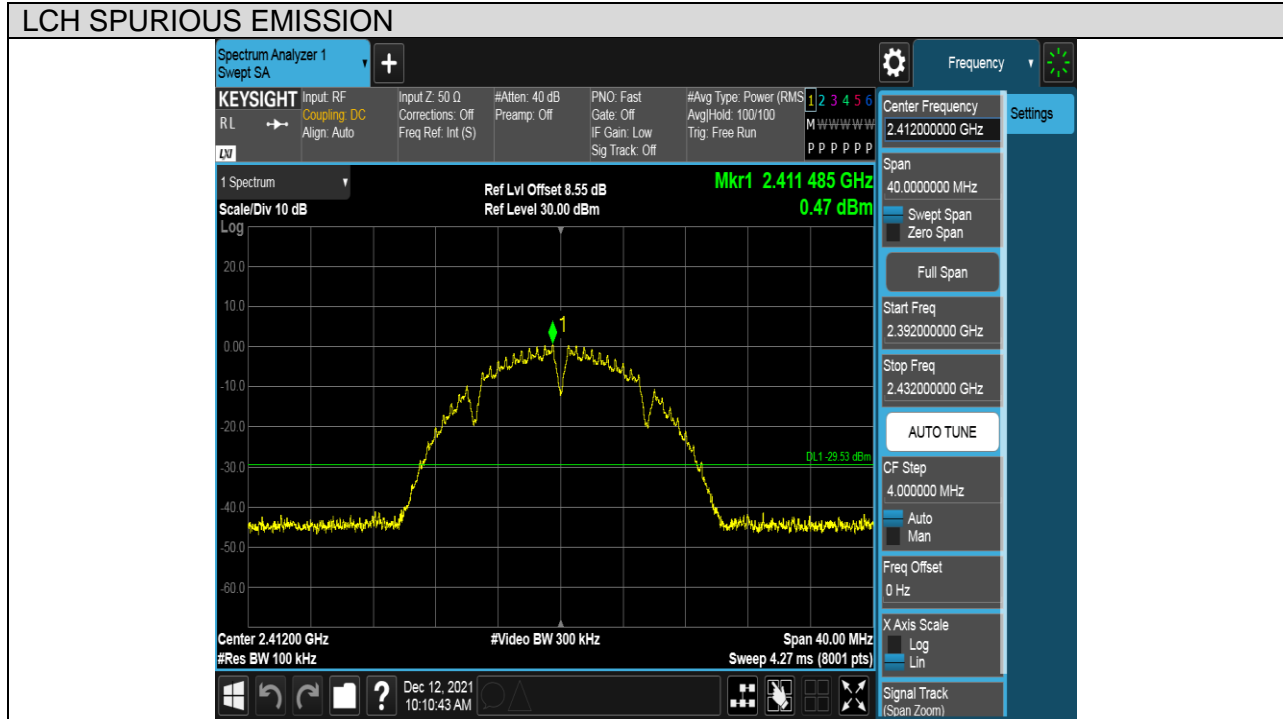 LCH SPURIOUS EMISSION
Spectrum Analyzer 1
Swept SA
Frequency
KEYSIGHT
RL
LXI
Input: RF
Coupling: DC
Align: Auto
Input Z: 50 Ω
Corrections: Off
Freq Ref: Int (S)
#Atten: 40 dB
Preamp: Off
PNO: Fast
Gate: Off
IF Gain: Low
Sig Track: Off
#Avg Type: Power (RMS
Avg|Hold: 100/100
Trig: Free Run
1 2 3 4 5 6
M W W W W W
P P P P P P
1 Spectrum
Scale/Div 10 dB
Ref Lvl Offset 8.55 dB
Ref Level 30.00 dBm
Mkr1 2.411 485 GHz
0.47 dBm
Log
20.0
10.0
0.00
-10.0
-20.0
-30.0
-40.0
-50.0
-60.0
1
DL1 -29.53 dBm
Center 2.41200 GHz
#Res BW 100 kHz
#Video BW 300 kHz
Span 40.00 MHz
Sweep 4.27 ms (8001 pts)
Dec 12, 2021
10:10:43 AM
Center Frequency
2.412000000 GHz
Settings
Span
40.0000000 MHz
Swept Span
Zero Span
Full Span
Start Freq
2.392000000 GHz
Stop Freq
2.432000000 GHz
AUTO TUNE
CF Step
4.000000 MHz
Auto
Man
Freq Offset
0 Hz
X Axis Scale
Log
Lin
Signal Track
(Span Zoom)